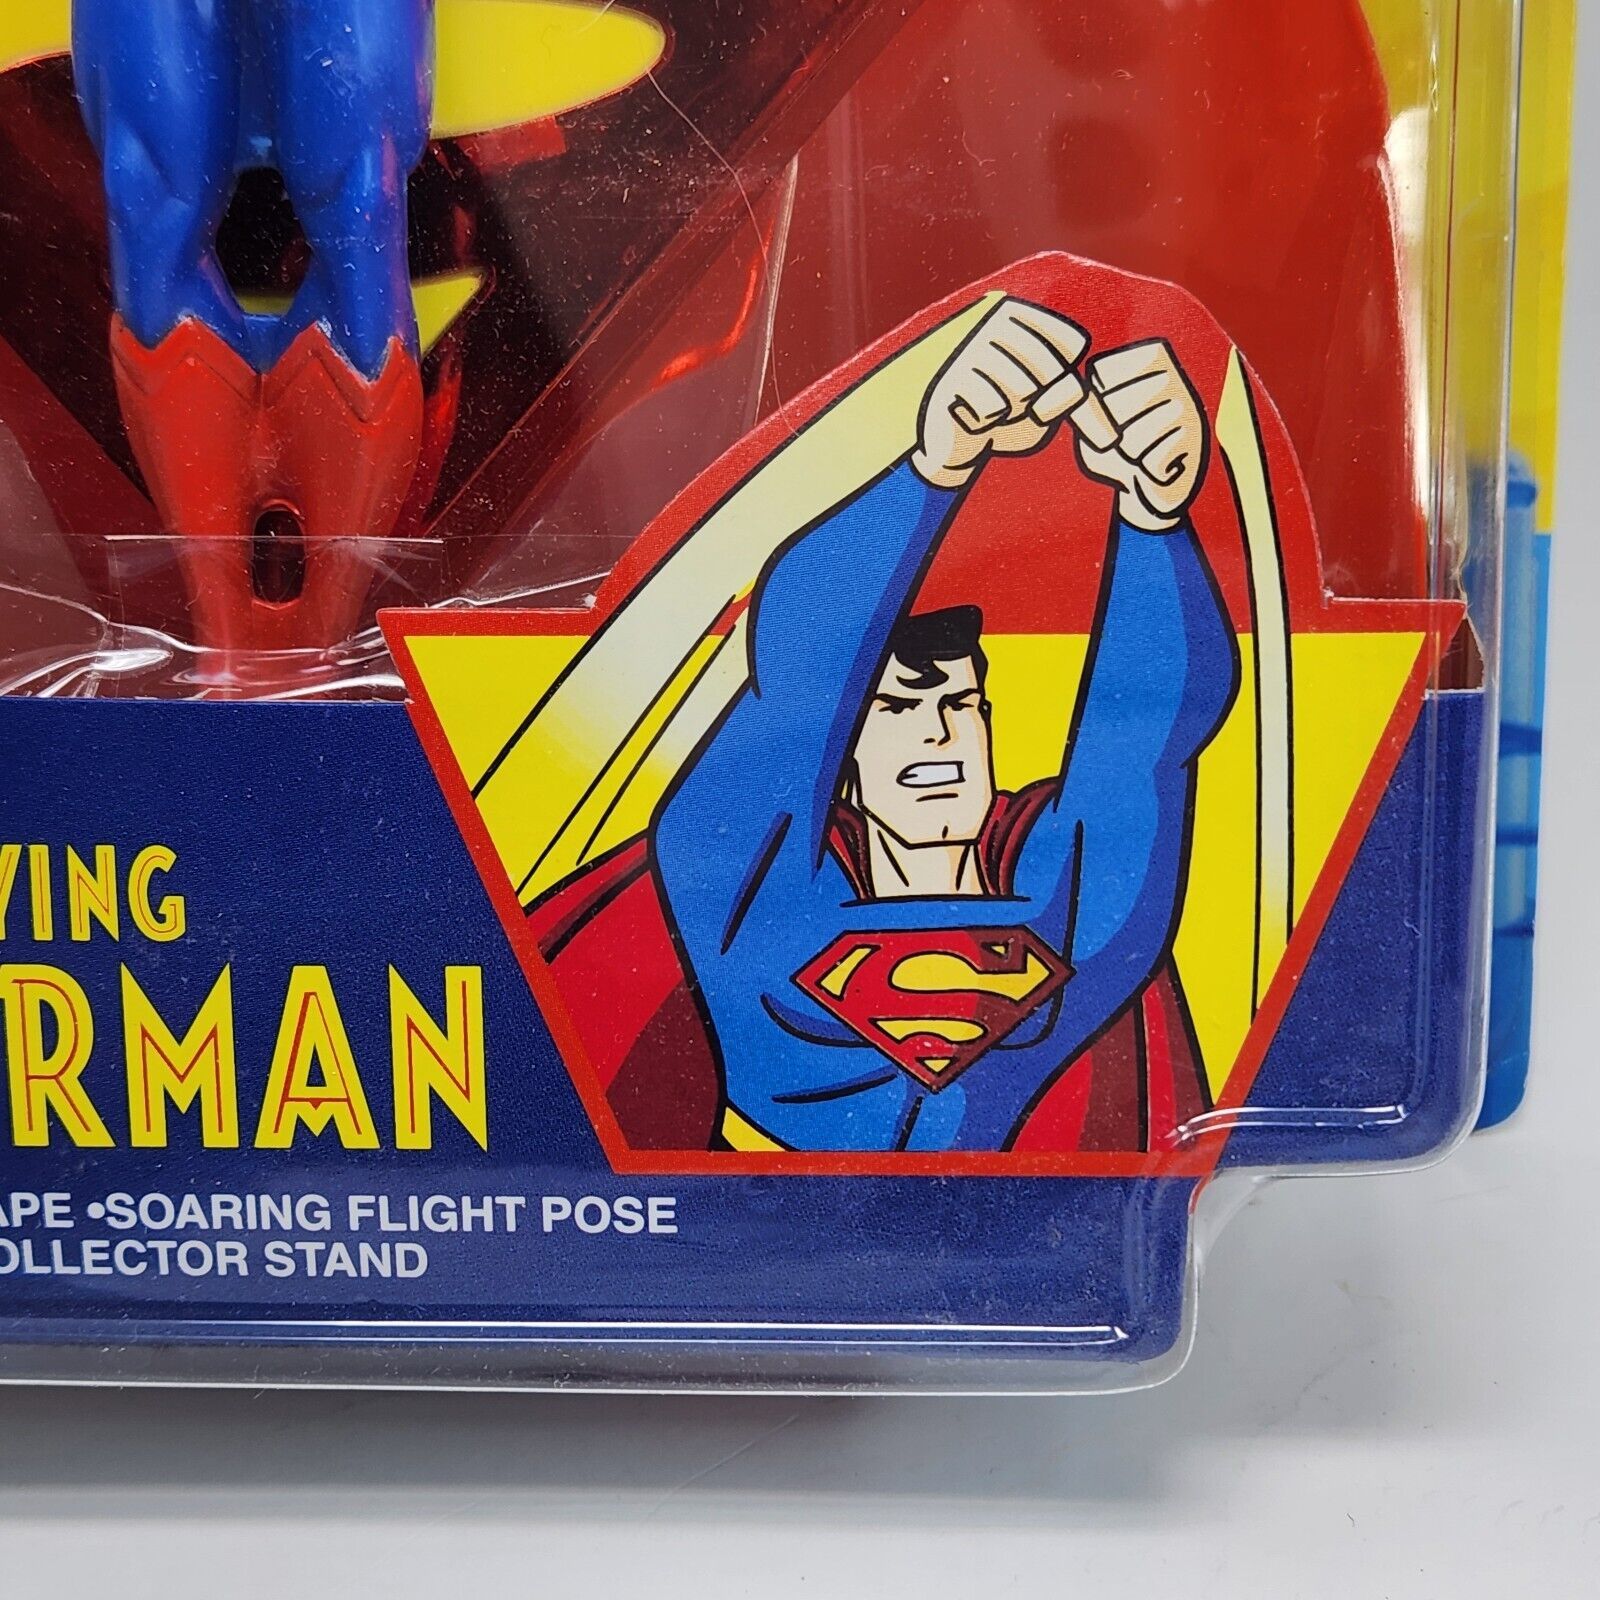 YING
RMAN
APE •SOARING FLIGHT POSE
OLLECTOR STAND
S